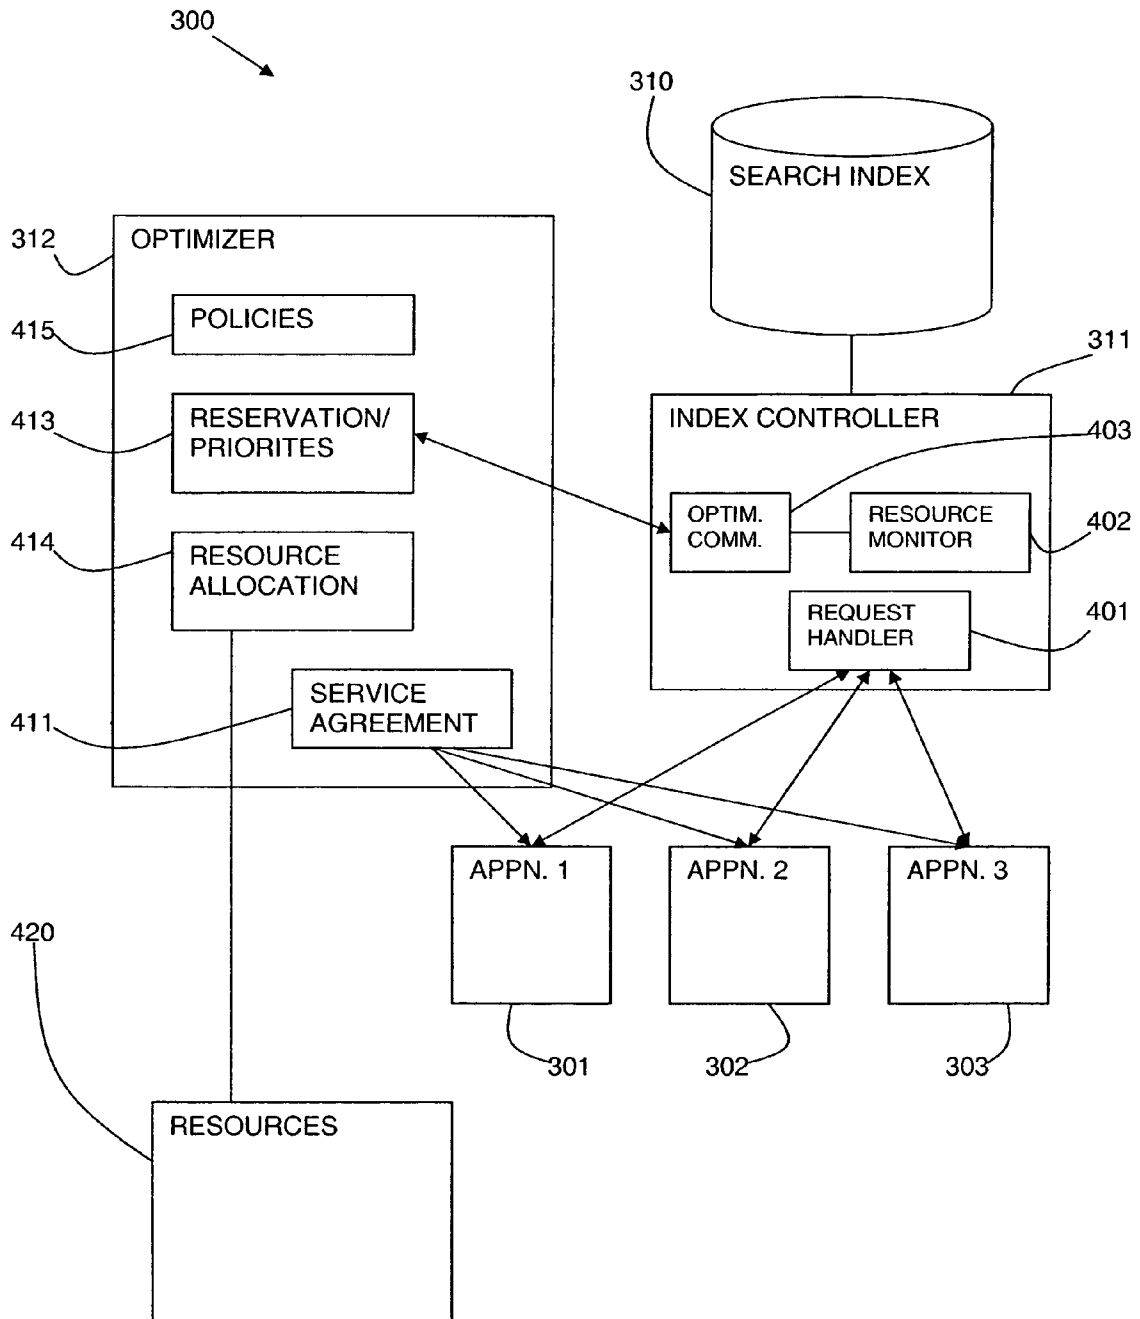 300
310
SEARCH INDEX
312
OPTIMIZER
415
POLICIES
311
INDEX CONTROLLER
413
RESERVATION/
PRIORITES
403
OPTIM.
COMM.
RESOURCE
MONITOR
402
414
RESOURCE
ALLOCATION
REQUEST
HANDLER
401
411
SERVICE
AGREEMENT
APPN. 1
APPN. 2
APPN. 3
420
301
302
303
RESOURCES